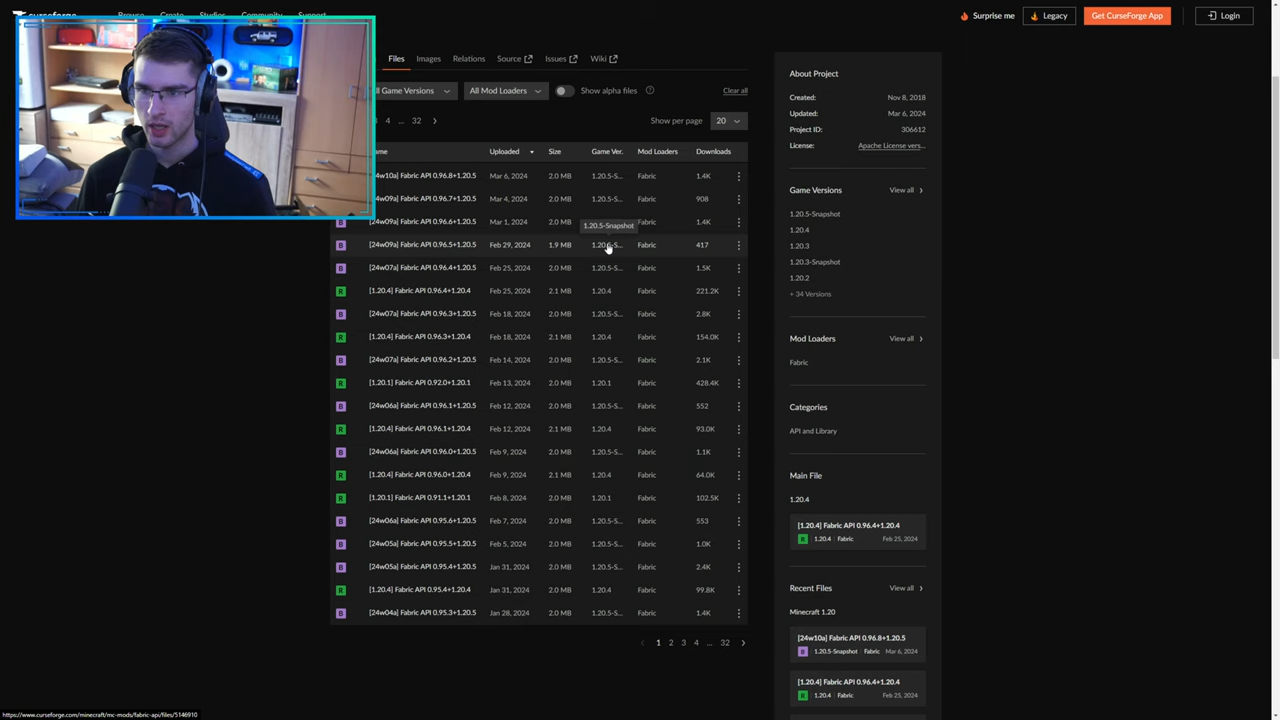 Surprise me
Legacy
Get CurseForge App
Login
Files
Images
Relations
Source
Issues
Wiki
All Mod Loaders
Show alpha files
Clear all
4 ... 32
Show per page
20
Uploaded
Size
Game Ver.
Mod Loaders
Downloads
Fabric API 0.96.8+1.20.5 Mar 6, 2024 2.0 MB 1.20.5-S... Fabric 1.4K
Fabric API 0.96.7+1.20.5 Mar 4, 2024 2.0 MB 1.20.5-S... Fabric 908
B [24w09a] Fabric API 0.96.6+1.20.5 Mar 1, 2024 2.0 MB Fabric 1.4K
1.20.5-Snapshot
B [24w09a] Fabric API 0.96.5+1.20.5 Feb 29, 2024 1.9 MB 1.20.5-S... Fabric 417
B [24w07a] Fabric API 0.96.4+1.20.5 Feb 25, 2024 2.0 MB 1.20.5-S... Fabric 1.5K
R [1.20.4] Fabric API 0.96.4+1.20.4 Feb 25, 2024 2.1 MB 1.20.4 Fabric 221.2K
B [24w07a] Fabric API 0.96.3+1.20.5 Feb 18, 2024 2.0 MB 1.20.5-S... Fabric 2.8K
R [1.20.4] Fabric API 0.96.3+1.20.4 Feb 18, 2024 2.1 MB 1.20.4 Fabric 154.0K
B [24w07a] Fabric API 0.96.2+1.20.5 Feb 14, 2024 2.0 MB 1.20.5-S... Fabric 2.1K
R [1.20.1] Fabric API 0.92.0+1.20.1 Feb 13, 2024 2.0 MB 1.20.1 Fabric 428.4K
B [24w06a] Fabric API 0.96.1+1.20.5 Feb 12, 2024 2.0 MB 1.20.5-S... Fabric 552
R [1.20.4] Fabric API 0.96.1+1.20.4 Feb 12, 2024 2.1 MB 1.20.4 Fabric 93.0K
B [24w06a] Fabric API 0.96.0+1.20.5 Feb 9, 2024 2.0 MB 1.20.5-S... Fabric 1.1K
R [1.20.4] Fabric API 0.96.0+1.20.4 Feb 9, 2024 2.1 MB 1.20.4 Fabric 64.0K
R [1.20.1] Fabric API 0.91.1+1.20.1 Feb 8, 2024 2.0 MB 1.20.1 Fabric 102.5K
B [24w06a] Fabric API 0.95.6+1.20.5 Feb 7, 2024 2.0 MB 1.20.5-S... Fabric 553
B [24w05a] Fabric API 0.95.5+1.20.5 Feb 5, 2024 2.0 MB 1.20.5-S... Fabric 1.0K
B [24w05a] Fabric API 0.95.4+1.20.5 Jan 31, 2024 2.0 MB 1.20.5-S... Fabric 2.4K
R [1.20.4] Fabric API 0.95.4+1.20.4 Jan 31, 2024 2.0 MB 1.20.4 Fabric 99.8K
B [24w04a] Fabric API 0.95.3+1.20.5 Jan 28, 2024 2.0 MB 1.20.5-S... Fabric 1.4K
1 2 3 4 ... 32
About Project
Created: Nov 8, 2018
Updated: Mar 6, 2024
Project ID: 306612
License: Apache License vers...
Game Versions
View all
1.20.5-Snapshot
1.20.4
1.20.3
1.20.3-Snapshot
1.20.2
+ 34 Versions
Mod Loaders
View all
Fabric
Categories
API and Library
Main File
1.20.4
[1.20.4] Fabric API 0.96.4+1.20.4
R 1.20.4 Fabric Feb 25, 2024
Recent Files
View all
Minecraft 1.20
[24w10a] Fabric API 0.96.8+1.20.5
B 1.20.5-Snapshot Fabric Mar 6, 2024
[1.20.4] Fabric API 0.96.4+1.20.4
R 1.20.4 Fabric Feb 25, 2024
https://www.curseforge.com/minecraft/mc-mods/fabric-api/files/5146910